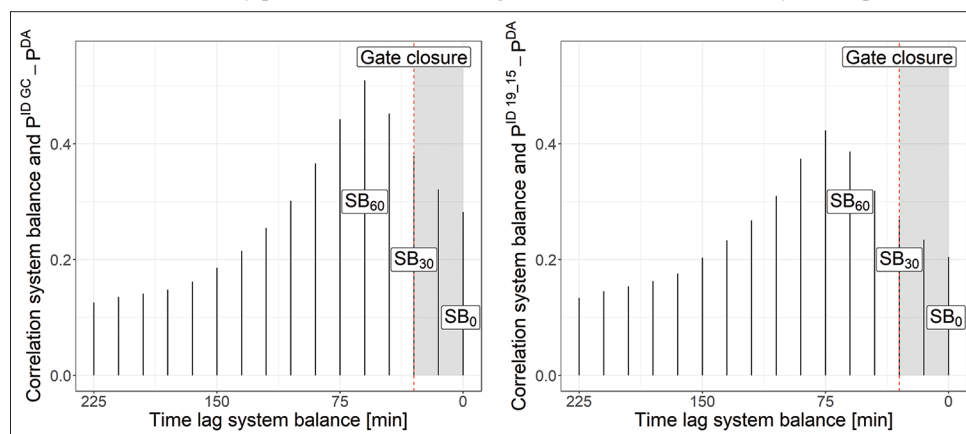 Correlation system balance and P^ID GC _ P^DA
0.4
0.2
0.0
Gate closure
SB₆₀
SB₃₀
SB₀
225
150
75
0
Time lag system balance [min]
Correlation system balance and P^ID 19_15 _ P^DA
0.4
0.2
0.0
Gate closure
SB₆₀
SB₃₀
SB₀
225
150
75
0
Time lag system balance [min]